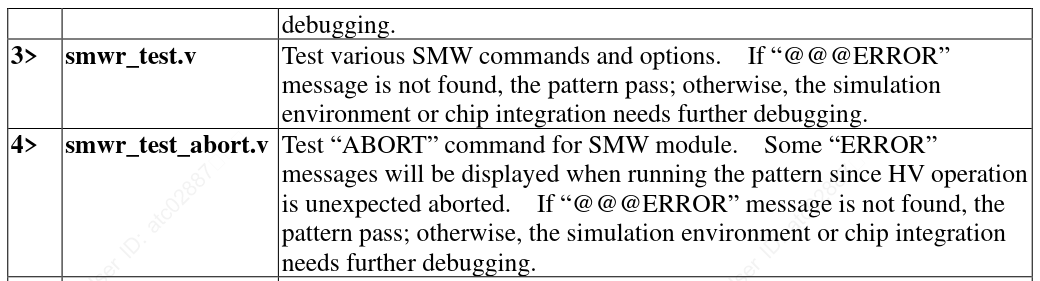 debugging.
3> smwr_test.v Test various SMW commands and options. If “@@@ERROR”
message is not found, the pattern pass; otherwise, the simulation
environment or chip integration needs further debugging.
4> smwr_test_abort.v Test “ABORT” command for SMW module. Some “ERROR”
messages will be displayed when running the pattern since HV operation
is unexpected aborted. If “@@@ERROR” message is not found, the
pattern pass; otherwise, the simulation environment or chip integration
needs further debugging.